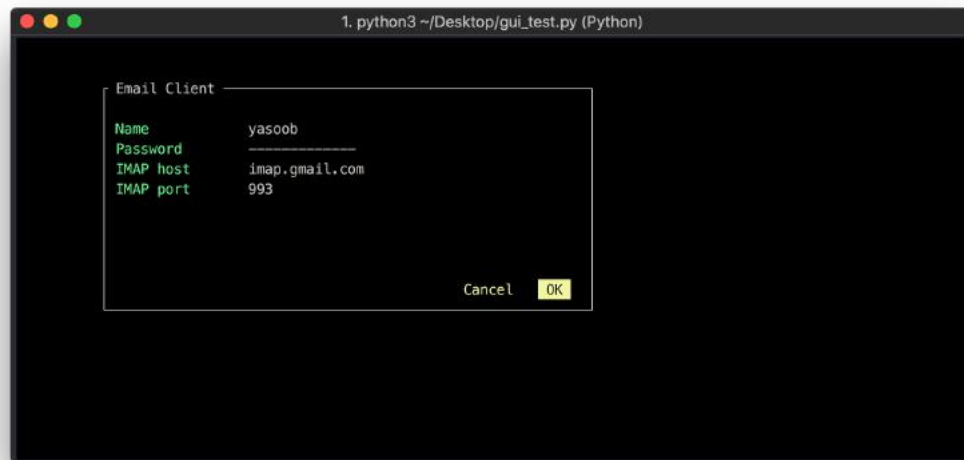 1. python3 ~/Desktop/gui_test.py (Python)
Email Client
Name yasoob
Password -------------
IMAP host imap.gmail.com
IMAP port 993
Cancel OK